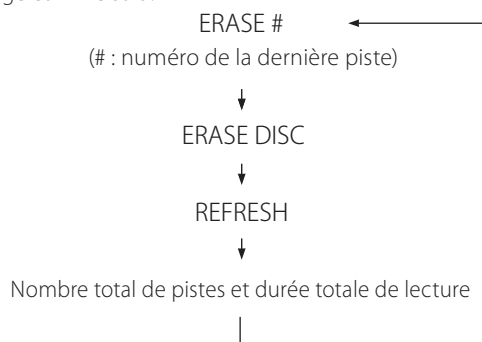 ERASE #
(# : numéro de la dernière piste)
ERASE DISC
REFRESH
Nombre total de pistes et durée totale de lecture